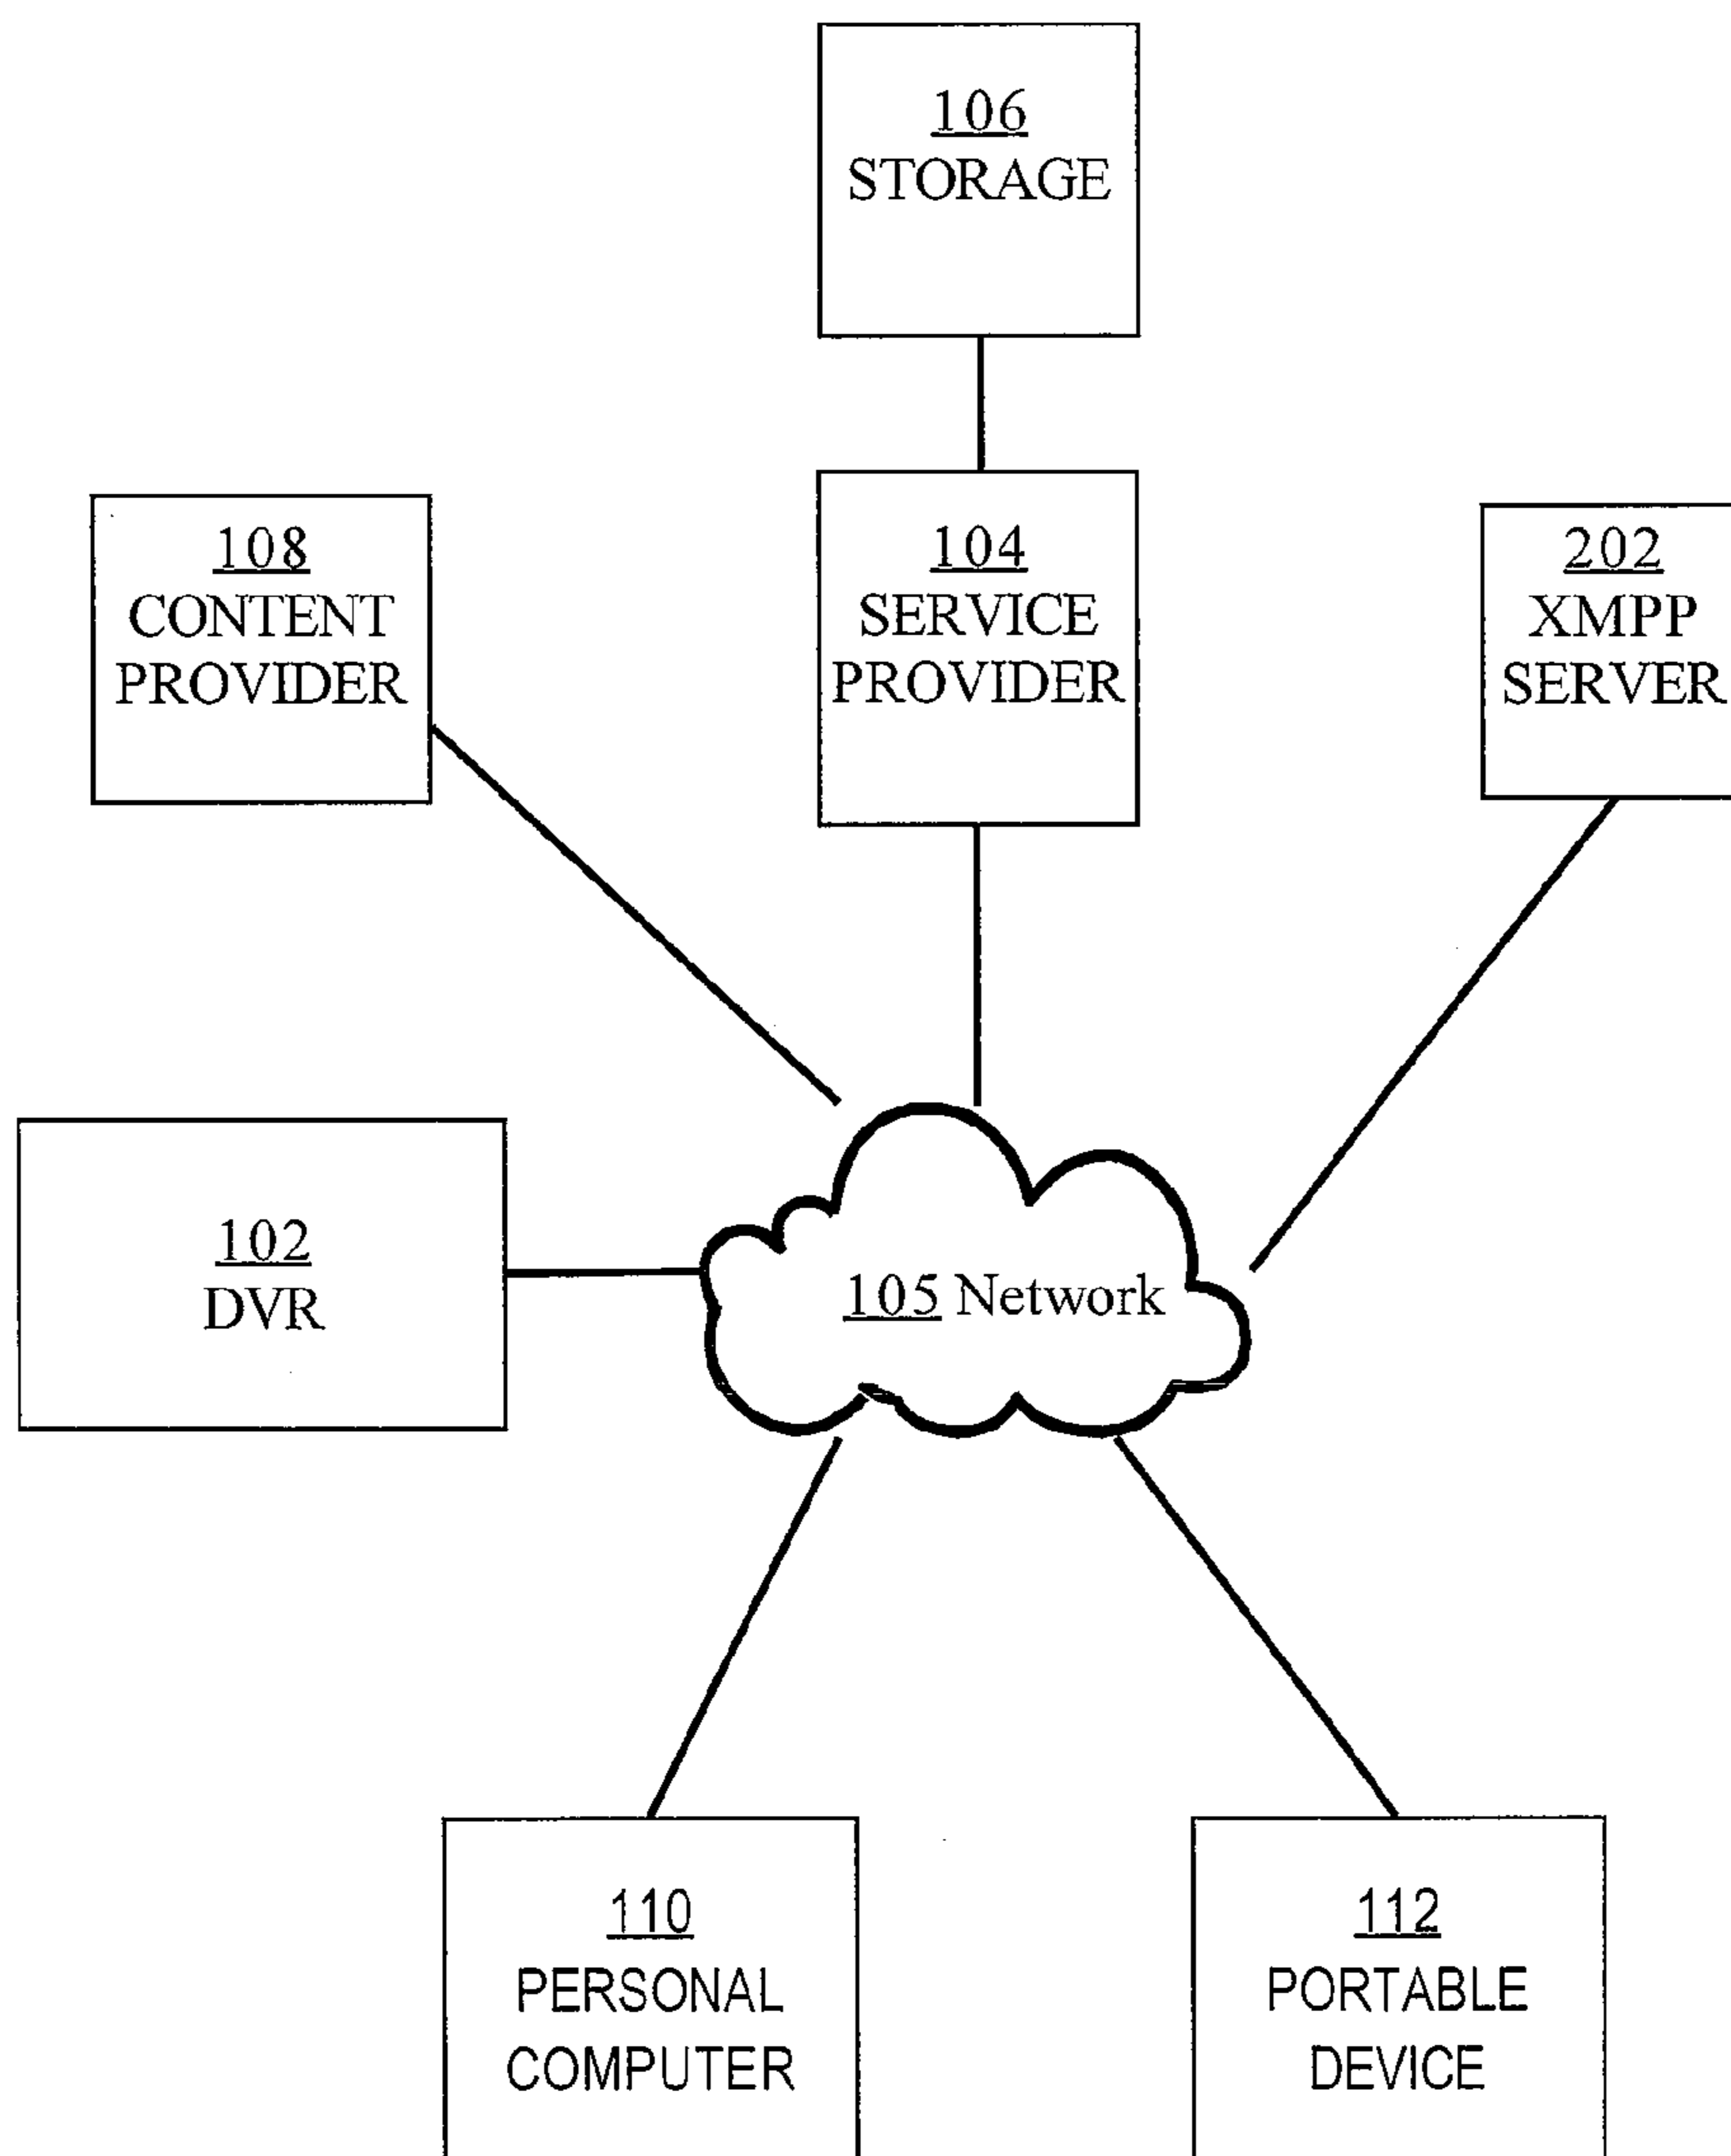 106
STORAGE
108
CONTENT
PROVIDER
104
SERVICE
PROVIDER
202
XMPP
SERVER
102
DVR
105 Network
110
PERSONAL
COMPUTER
112
PORTABLE
DEVICE